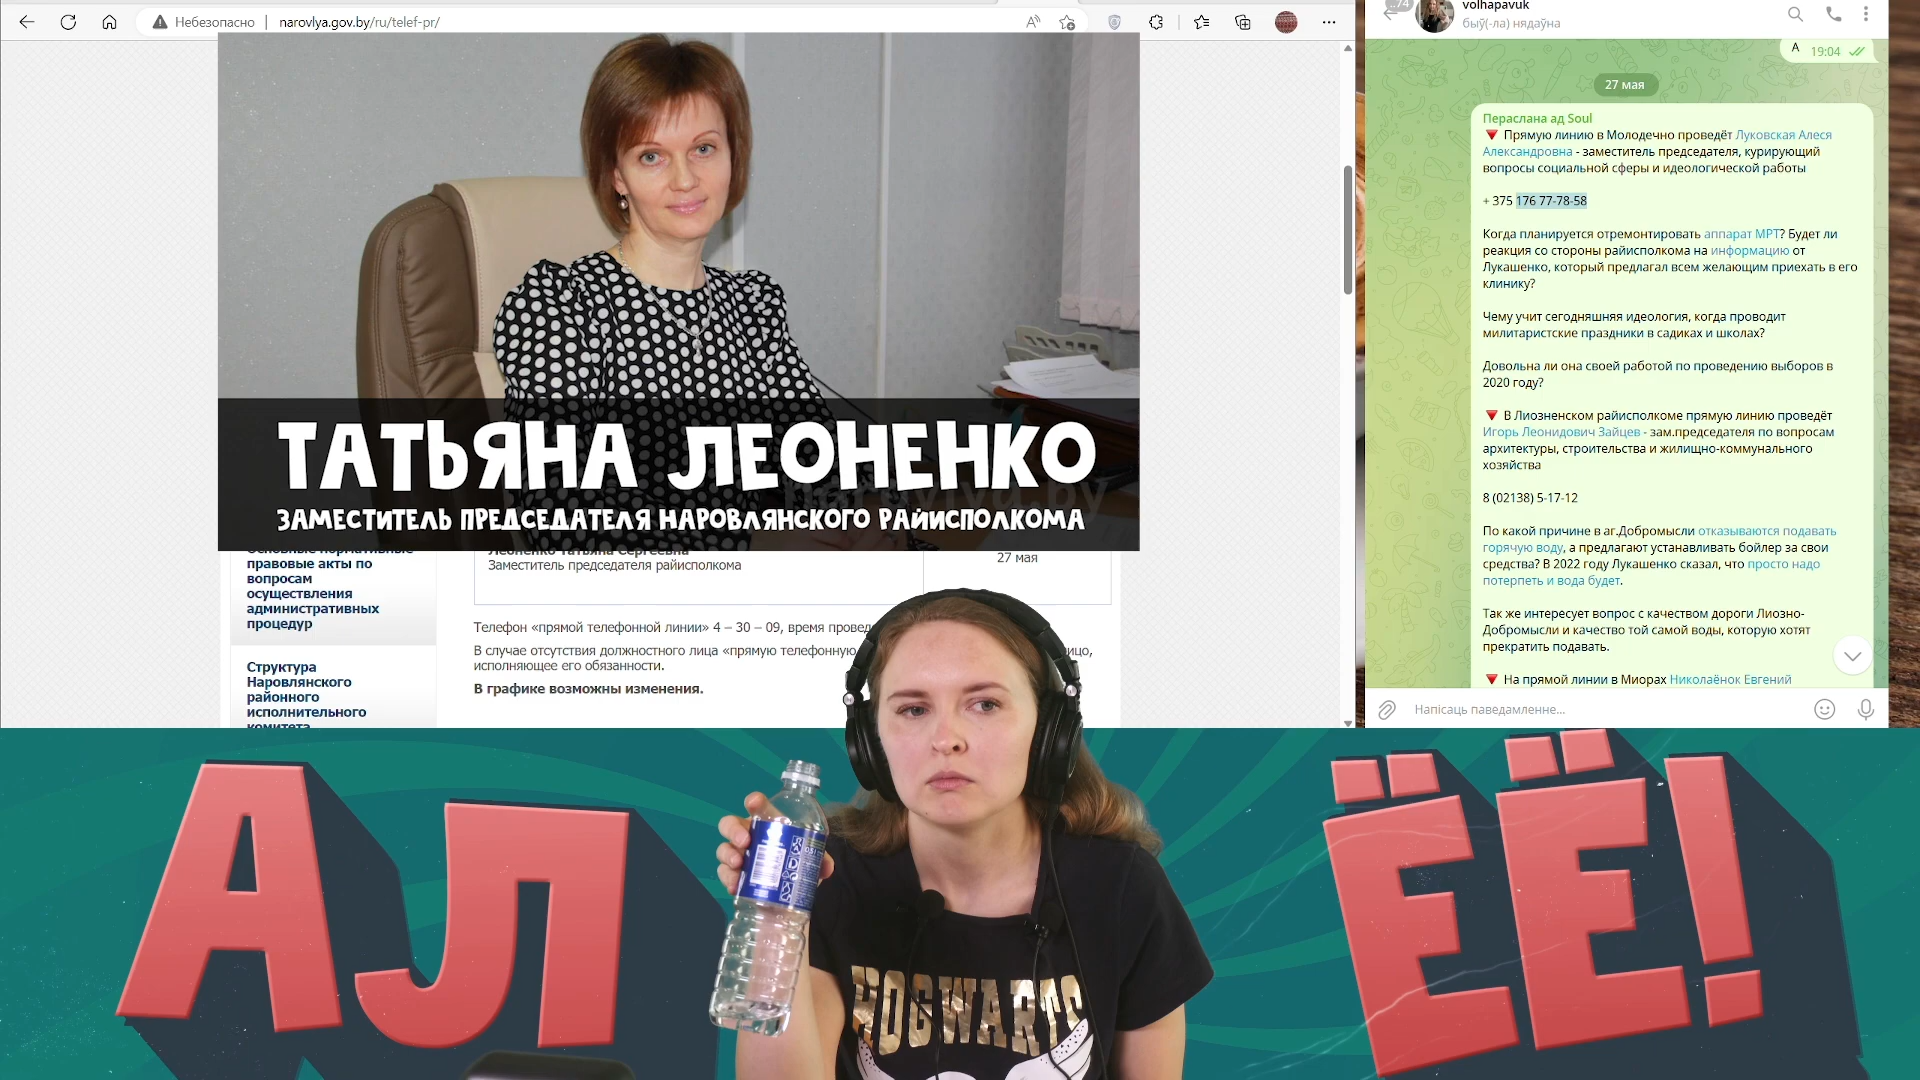 Небезопасно
narovlya.gov.by/ru/telef-pr/
ТАТЬЯНА ЛЕОНЕНКО
ЗАМЕСТИТЕЛЬ ПРЕДСЕДАТЕЛЯ НАРОВЛЯНСКОГО РАЙИСПОЛКОМА
Основные нормативные
правовые акты по
вопросам
осуществления
административных
процедур
Структура
Наровлянского
районного
исполнительного
комитета
Леоненко Татьяна Сергеевна
Заместитель председателя райисполкома
27 мая
Телефон «прямой телефонной линии» 4 – 30 – 09, время
В случае отсутствия должностного лица «прямую телефонную
исполняющее его обязанности.
В графике возможны изменения.
volhapavuk
быў(-ла) нядаўна
А 19:04
27 мая
Пераслана ад Soul
Прямую линию в Молодечно проведёт Луковская Алеся
Александровна - заместитель председателя, курирующий
вопросы социальной сферы и идеологической работы
+ 375 176 77-78-58
Когда планируется отремонтировать аппарат МРТ? Будет ли
реакция со стороны райисполкома на информацию от
Лукашенко, который предлагал всем желающим приехать в его
клинику?
Чему учит сегодняшняя идеология, когда проводит
милитаристские праздники в садиках и школах?
Довольна ли она своей работой по проведению выборов в
2020 году?
В Лиозненском райисполкоме прямую линию проведёт
Игорь Леонидович Зайцев - зам.председателя по вопросам
архитектуры, строительства и жилищно-коммунального
хозяйства
8 (02138) 5-17-12
По какой причине в аг.Добромысли отказываются подавать
горячую воду, а предлагают устанавливать бойлер за свои
средства? В 2022 году Лукашенко сказал, что просто надо
потерпеть и вода будет.
Так же интересует вопрос с качеством дороги Лиозно-
Добромысли и качество той самой воды, которую хотят
прекратить подавать.
На прямой линии в Миорах Николаёнок Евгений
Напісаць паведамленне...
АЛ
ЁЁ!
HOGWARTS